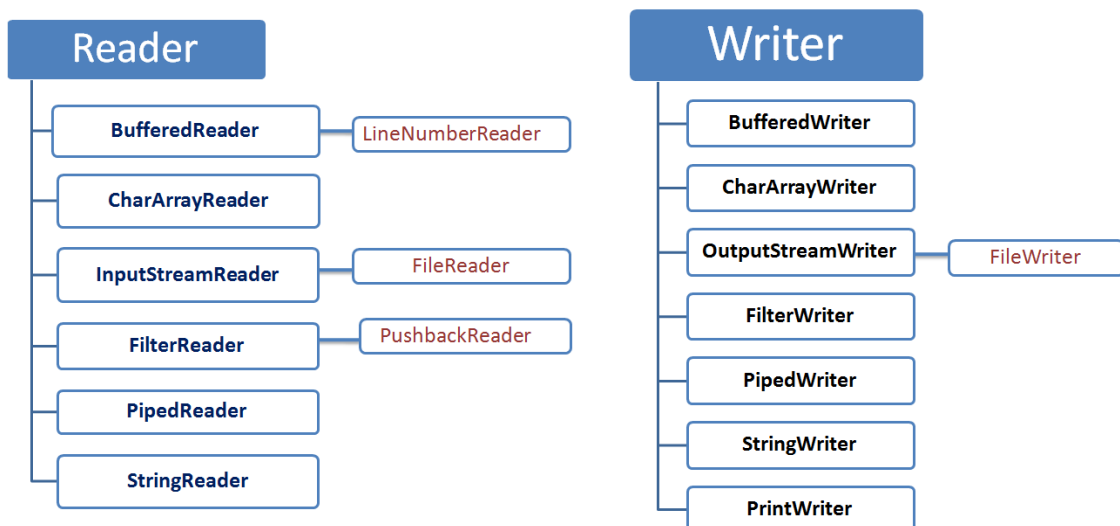 Reader
BufferedReader
LineNumberReader
CharArrayReader
InputStreamReader
FileReader
FilterReader
PushbackReader
PipedReader
StringReader
Writer
BufferedWriter
CharArrayWriter
OutputStreamWriter
FileWriter
FilterWriter
PipedWriter
StringWriter
PrintWriter